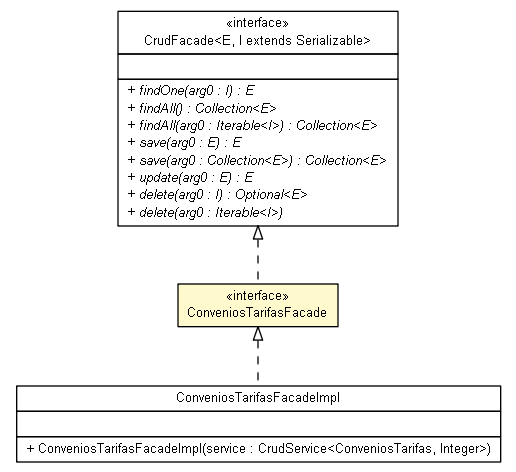 «interface»
CrudFacade<E, I extends Serializable>
+ findOne(arg0 : I) : E
+ findAll() : Collection<E>
+ findAll(arg0 : Iterable<I>) : Collection<E>
+ save(arg0 : E) : E
+ save(arg0 : Collection<E>) : Collection<E>
+ update(arg0 : E) : E
+ delete(arg0 : I) : Optional<E>
+ delete(arg0 : Iterable<I>)
«interface»
ConveniosTarifasFacade
ConveniosTarifasFacadeImpl
+ ConveniosTarifasFacadeImpl(service : CrudService<ConveniosTarifas, Integer>)